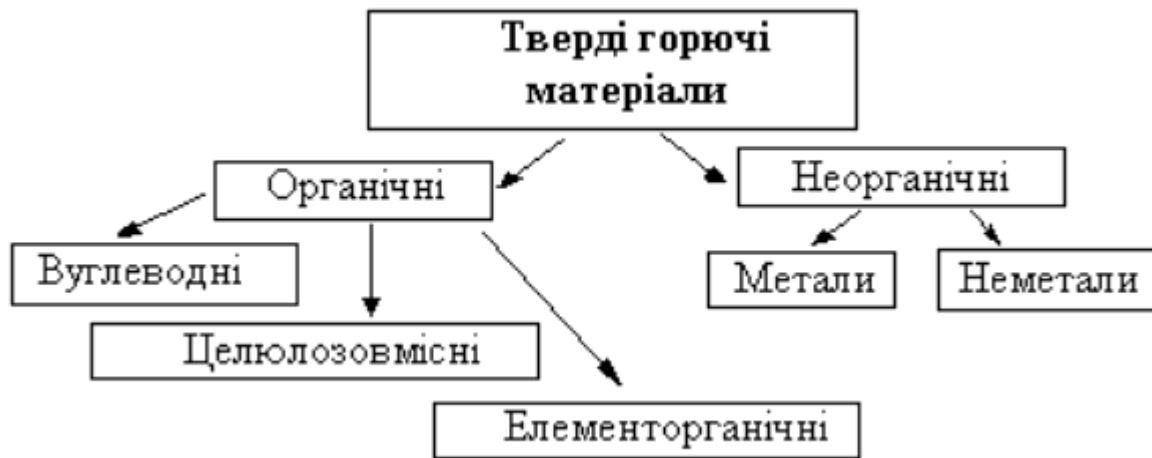 Тверді горючі
матеріали
Органічні
Неорганічні
Вуглеводні
Метали
Неметали
Целюлозовмісні
Елементорганічні